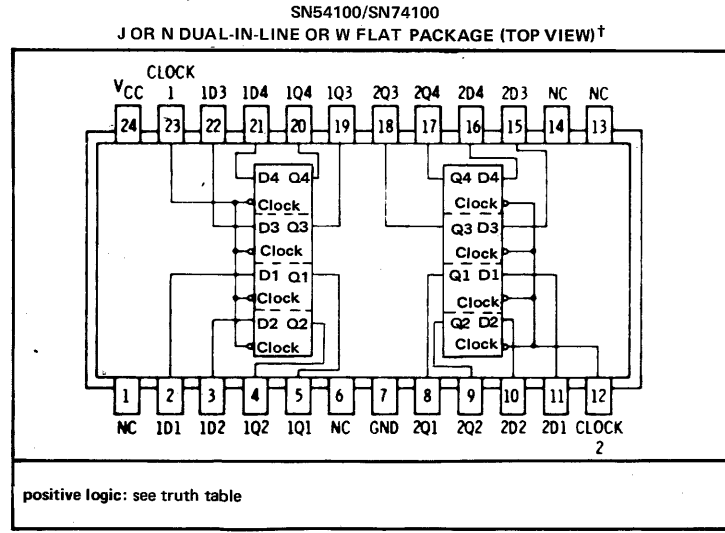 SN54100/SN74100
J OR N DUAL-IN-LINE OR W FLAT PACKAGE (TOP VIEW)†
VCC CLOCK 1 1D3 1D4 1Q4 1Q3 2Q3 2Q4 2D4 2D3 NC NC
24 23 22 21 20 19 18 17 16 15 14 13
D4 Q4 Q4 D4
Clock Clock
D3 Q3 Q3 D3
Clock Clock
D1 Q1 Q1 D1
Clock Clock
D2 Q2 Q2 D2
Clock Clock
1 2 3 4 5 6 7 8 9 10 11 12
NC 1D1 1D2 1Q2 1Q1 NC GND 2Q1 2Q2 2D2 2D1 CLOCK 2
positive logic: see truth table